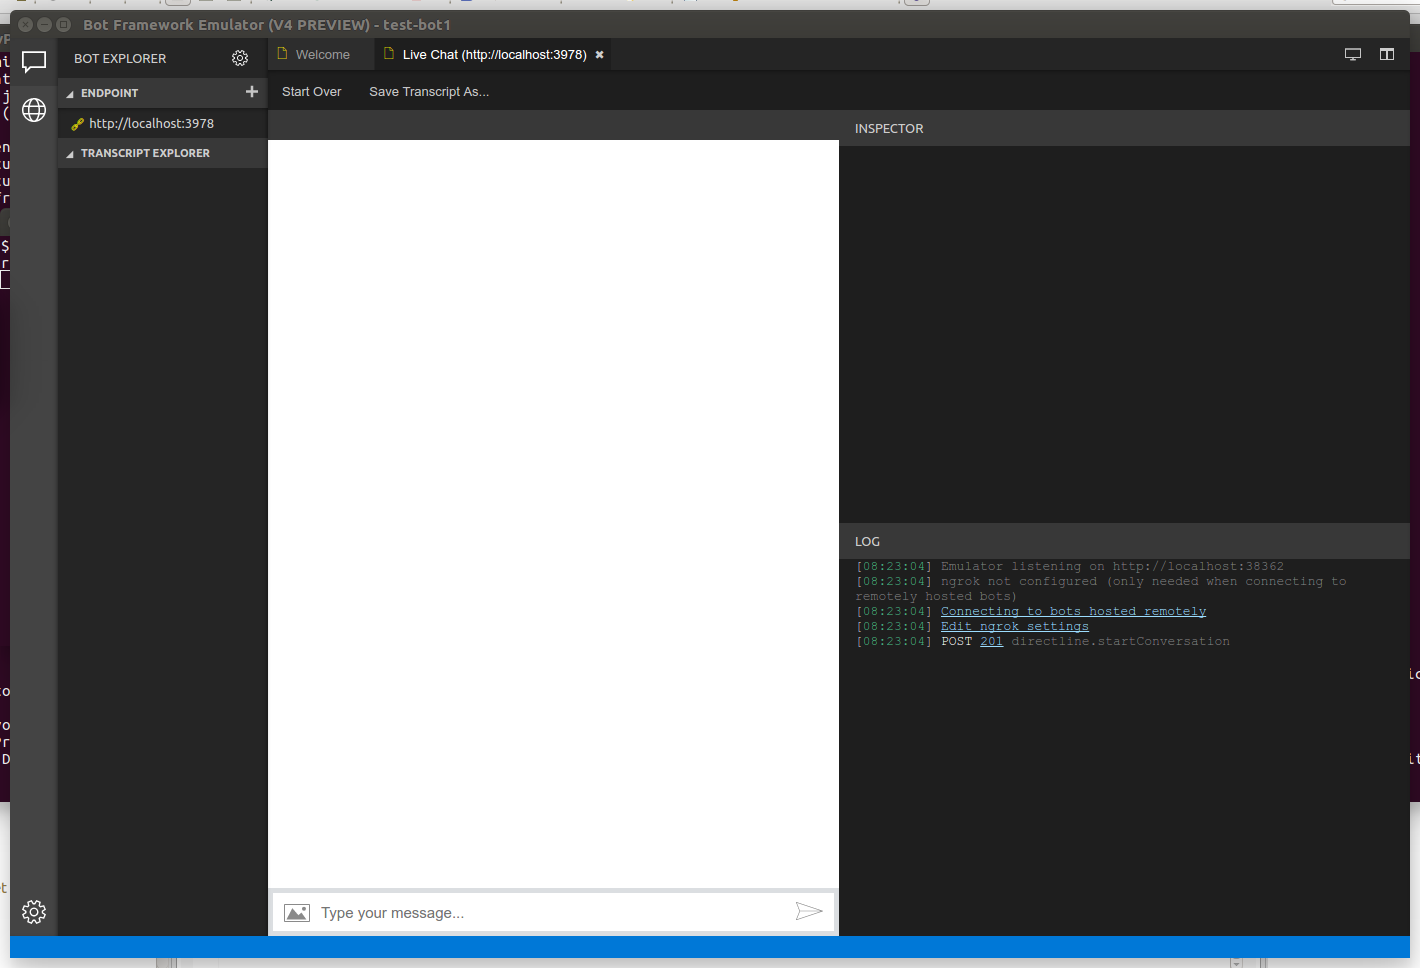 Bot Framework Emulator (V4 PREVIEW) - test-bot1
BOT EXPLORER
ENDPOINT
http://localhost:3978
TRANSCRIPT EXPLORER
Welcome
Live Chat (http://localhost:3978)
Start Over
Save Transcript As...
INSPECTOR
LOG
[08:23:04] Emulator listening on http://localhost:38362
[08:23:04] ngrok not configured (only needed when connecting to
remotely hosted bots)
[08:23:04] Connecting to bots hosted remotely
[08:23:04] Edit ngrok settings
[08:23:04] POST 201 directline.startConversation
Type your message...